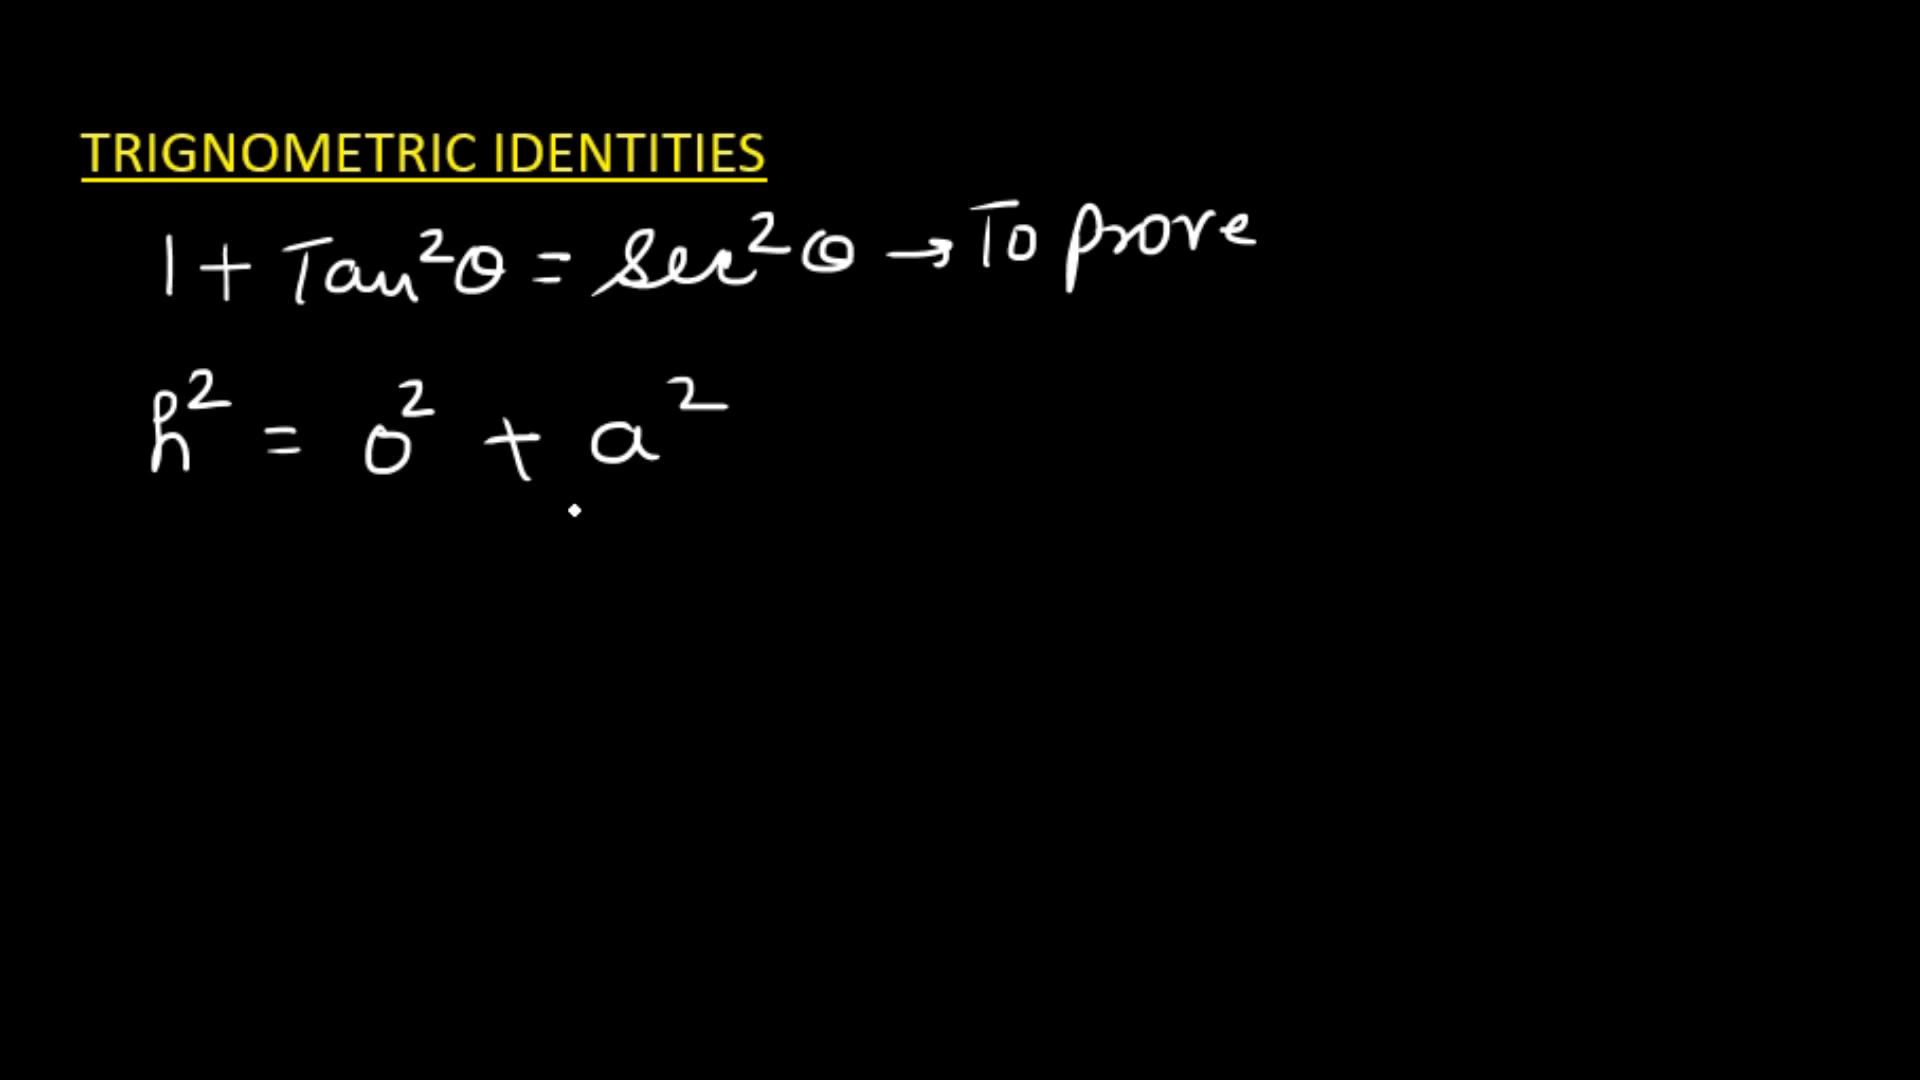 TRIGNOMETRIC IDENTITIES
1 + Tan²θ = Sec²θ → To prove
h² = o² + a²